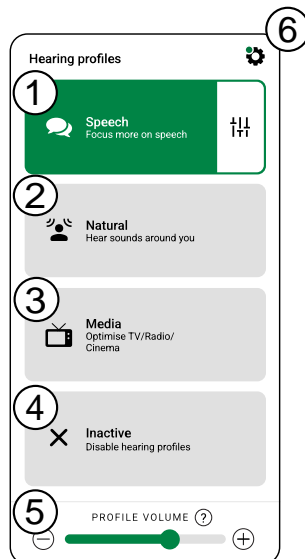 6
Hearing profiles
1
Speech
Focus more on speech
2
Natural
Hear sounds around you
3
Media
Optimise TV/Radio/
Cinema
4
Inactive
Disable hearing profiles
5
PROFILE VOLUME ?